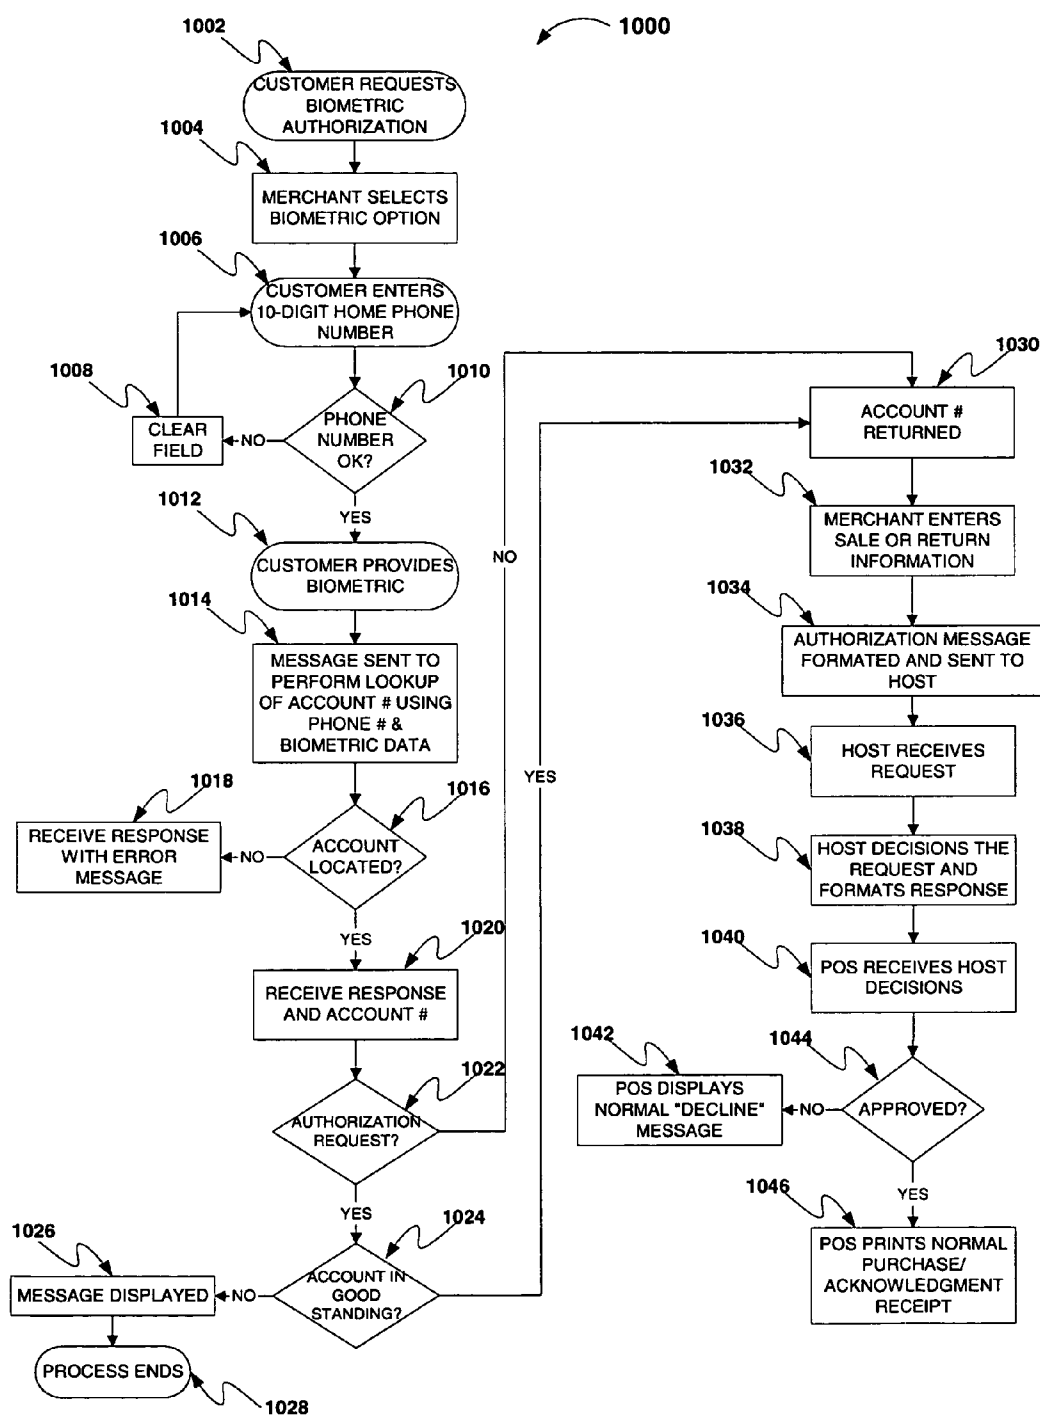 1000
1002
CUSTOMER REQUESTS
BIOMETRIC
AUTHORIZATION
1004
MERCHANT SELECTS
BIOMETRIC OPTION
1006
CUSTOMER ENTERS
10-DIGIT HOME PHONE
NUMBER
1008
CLEAR
FIELD
1010
PHONE
NUMBER
OK?
NO
YES
1012
CUSTOMER PROVIDES
BIOMETRIC
1014
MESSAGE SENT TO
PERFORM LOOKUP
OF ACCOUNT # USING
PHONE # &
BIOMETRIC DATA
1016
ACCOUNT
LOCATED?
NO
1018
RECEIVE RESPONSE
WITH ERROR
MESSAGE
YES
1020
RECEIVE RESPONSE
AND ACCOUNT #
1022
AUTHORIZATION
REQUEST?
NO
YES
1024
ACCOUNT IN
GOOD
STANDING?
YES
NO
1026
MESSAGE DISPLAYED
PROCESS ENDS
1028
1030
ACCOUNT #
RETURNED
1032
MERCHANT ENTERS
SALE OR RETURN
INFORMATION
1034
AUTHORIZATION MESSAGE
FORMATED AND SENT TO
HOST
1036
HOST RECEIVES
REQUEST
1038
HOST DECISIONS THE
REQUEST AND
FORMATS RESPONSE
1040
POS RECEIVES HOST
DECISIONS
1044
APPROVED?
NO
1042
POS DISPLAYS
NORMAL "DECLINE"
MESSAGE
YES
1046
POS PRINTS NORMAL
PURCHASE/
ACKNOWLEDGMENT
RECEIPT